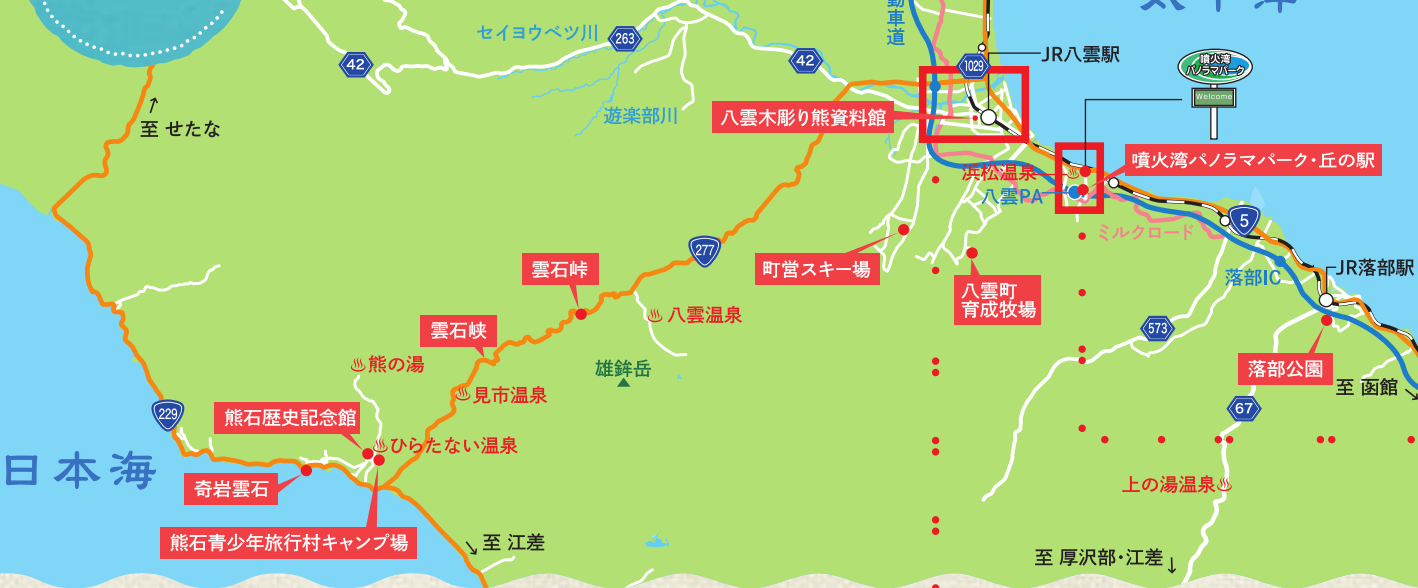 動車道
太平洋
セイヨウベツ川
263
42
42
1029
JR八雲駅
噴火湾
パノラマパーク
Welcome
至 せたな
遊楽部川
八雲木彫り熊資料館
浜松温泉
噴火湾パノラマパーク・丘の駅
八雲PA
ミルクロード
5
277
雲石峠
町営スキー場
八雲町
育成牧場
落部IC
JR落部駅
八雲温泉
雲石峡
573
熊の湯
雄鉾岳
落部公園
至 函館
見市温泉
229
67
熊石歴史記念館
ひらたない温泉
日本海
奇岩雲石
上の湯温泉
熊石青少年旅行村キャンプ場
至 江差
至 厚沢部・江差